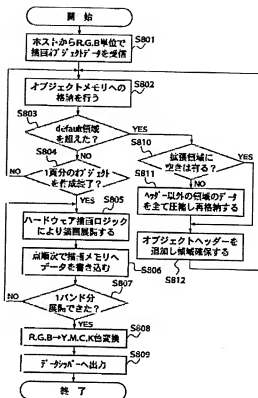 開始
ホストからR.G.B単位で
描画オブジェクトデータを受信
S801
オブジェクトメモリへの
格納を行う
S802
S803
default領域
を超えた?
YES
NO
S804
1頁分のオブジェクト
を作成終了?
NO
YES
S810
拡張領域に
空きは有る?
YES
NO
S811
ヘッダー以外の領域のデータ
を全て圧縮し再格納する
オブジェクトヘッダーを
追加し領域確保する
S812
S805
ハードウェア描画ロジック
により描画展開する
点順次で描画メモリへ
データを書き込む
S806
S807
1バンド分
展開できた?
NO
YES
R.G.B→Y.M.C.K色変換
S808
データシッパーへ出力
S809
終了